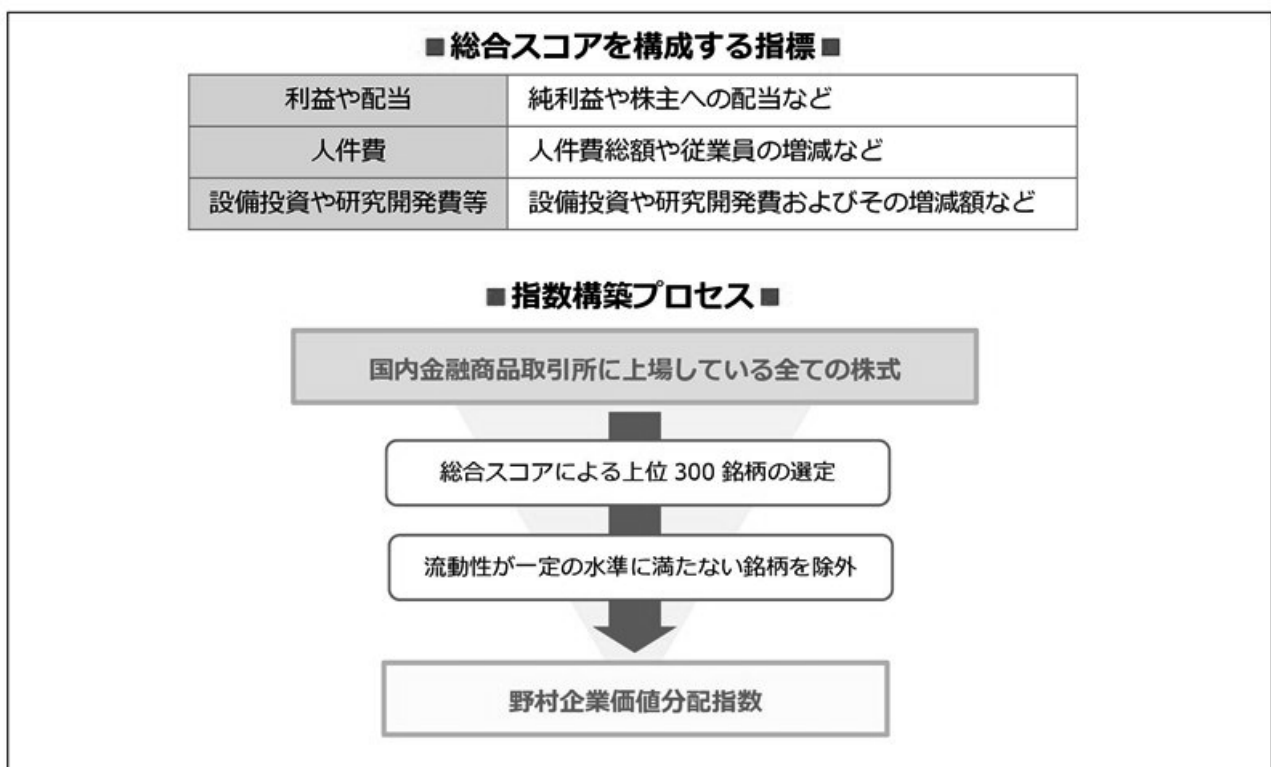 ■総合スコアを構成する指標■
利益や配当 純利益や株主への配当など
人件費 人件費総額や従業員の増減など
設備投資や研究開発費等 設備投資や研究開発費およびその増減額など
■指数構築プロセス■
国内金融商品取引所に上場している全ての株式
総合スコアによる上位 300 銘柄の選定
流動性が一定の水準に満たない銘柄を除外
野村企業価値分配指数